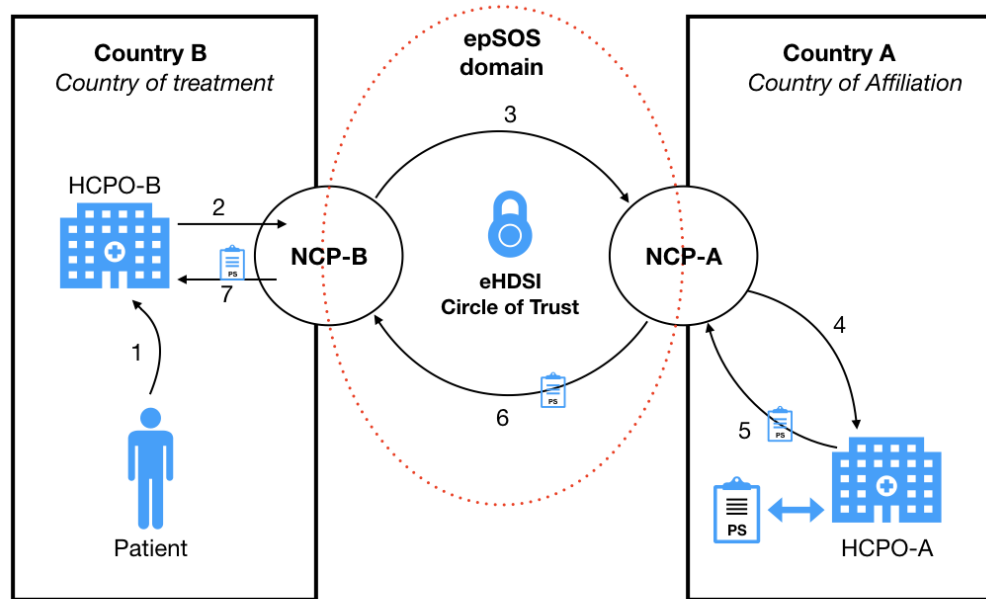 Country B
Country of treatment
epSOS
domain
Country A
Country of Affiliation
3
HCPO-B
2
NCP-B
PS
7
eHDSI
Circle of Trust
NCP-A
1
4
6
PS
5
PS
PS
Patient
HCPO-A